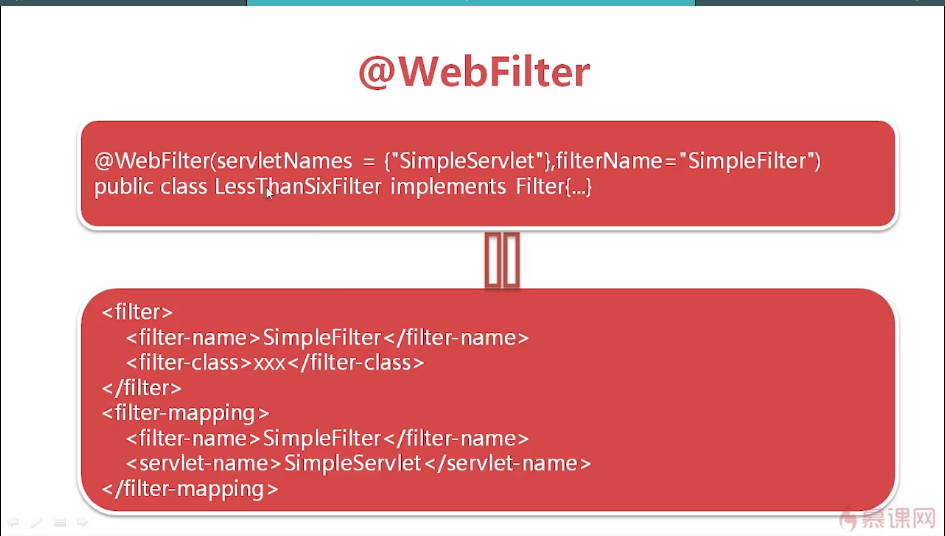 @WebFilter
@WebFilter(servletNames = {"SimpleServlet"},filterName="SimpleFilter")
public class LessThanSixFilter implements Filter{...}
<filter>
<filter-name>SimpleFilter</filter-name>
<filter-class>xxx</filter-class>
</filter>
<filter-mapping>
<filter-name>SimpleFilter</filter-name>
<servlet-name>SimpleServlet</servlet-name>
</filter-mapping>
慕课网